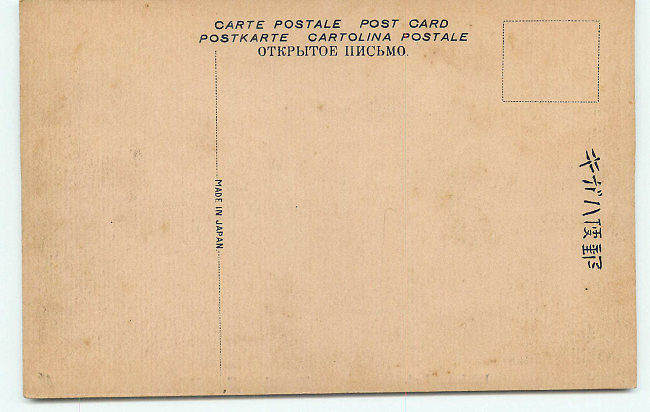 CARTE POSTALE POST CARD
POSTKARTE CARTOLINA POSTALE
ОТКРЫТОЕ ПИСЬМО.
MADE IN JAPAN
郵便ハガキ